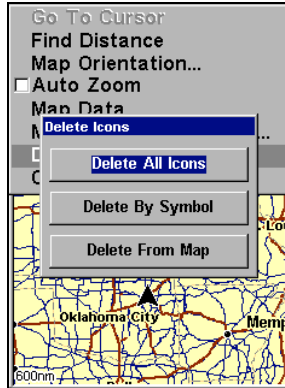 Go To Cursor
Find Distance
Map Orientation...
Auto Zoom
Map Data
Delete Icons
Delete All Icons
Delete By Symbol
Delete From Map
Oklahoma City
Memp
600nm